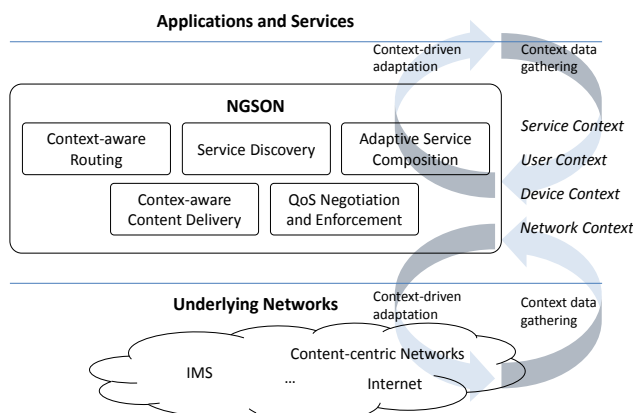 Applications and Services
Context-driven
adaptation
Context data
gathering
NGSON
Context-aware
Routing
Service Discovery
Adaptive Service
Composition
Contex-aware
Content Delivery
QoS Negotiation
and Enforcement
Service Context
User Context
Device Context
Network Context
Underlying Networks
Context-driven
adaptation
Context data
gathering
Content-centric Networks
IMS
...
Internet